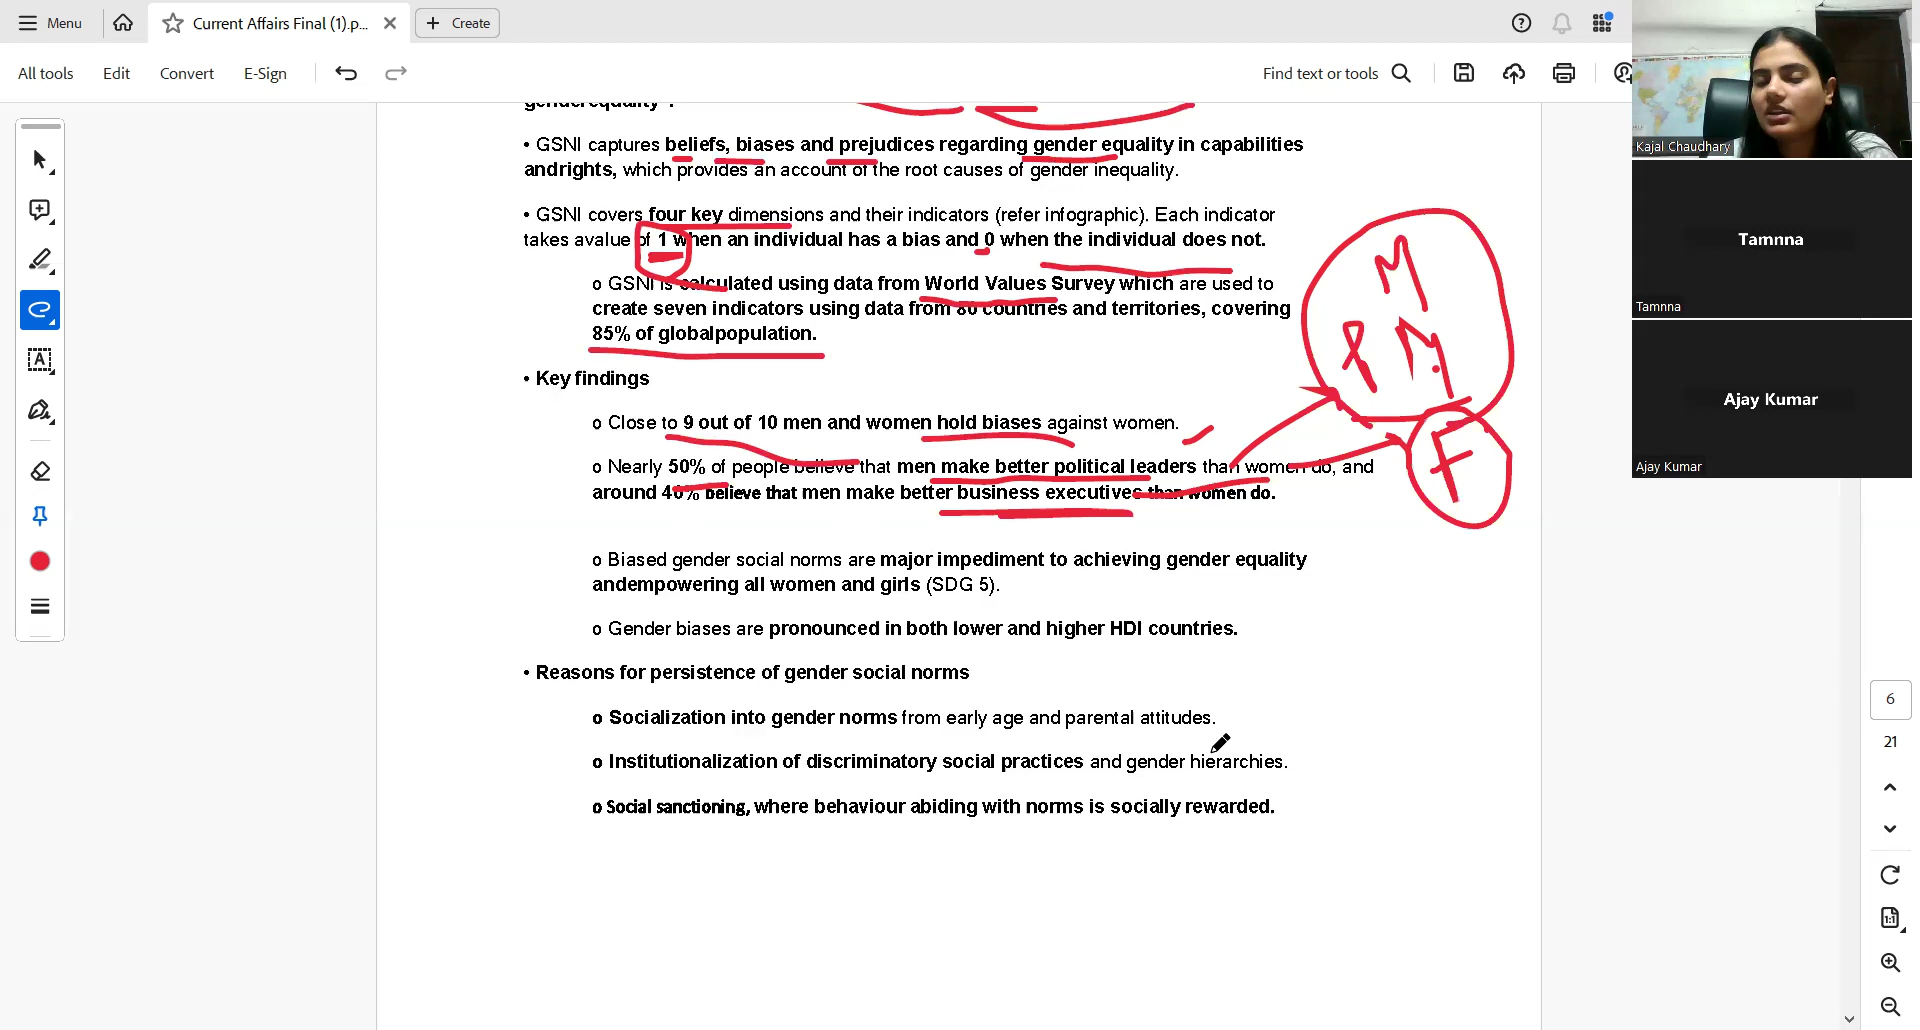 Menu
Current Affairs Final (1).p...
Create
All tools
Edit
Convert
E-Sign
Find text or tools
Kajal Chaudhary
Tamnna
Tamnna
Ajay Kumar
Ajay Kumar
genderequality".
• GSNI captures beliefs, biases and prejudices regarding gender equality in capabilities
andrights, which provides an account of the root causes of gender inequality.
• GSNI covers four key dimensions and their indicators (refer infographic). Each indicator
takes avalue of 1 when an individual has a bias and 0 when the individual does not.
o GSNI is calculated using data from World Values Survey which are used to
create seven indicators using data from 80 countries and territories, covering
85% of globalpopulation.
• Key findings
o Close to 9 out of 10 men and women hold biases against women.
o Nearly 50% of people believe that men make better political leaders than women do, and
around 40% believe that men make better business executives than women do.
o Biased gender social norms are major impediment to achieving gender equality
andempowering all women and girls (SDG 5).
o Gender biases are pronounced in both lower and higher HDI countries.
• Reasons for persistence of gender social norms
o Socialization into gender norms from early age and parental attitudes.
o Institutionalization of discriminatory social practices and gender hierarchies.
o Social sanctioning, where behaviour abiding with norms is socially rewarded.
M
M
F
6
21
1:1